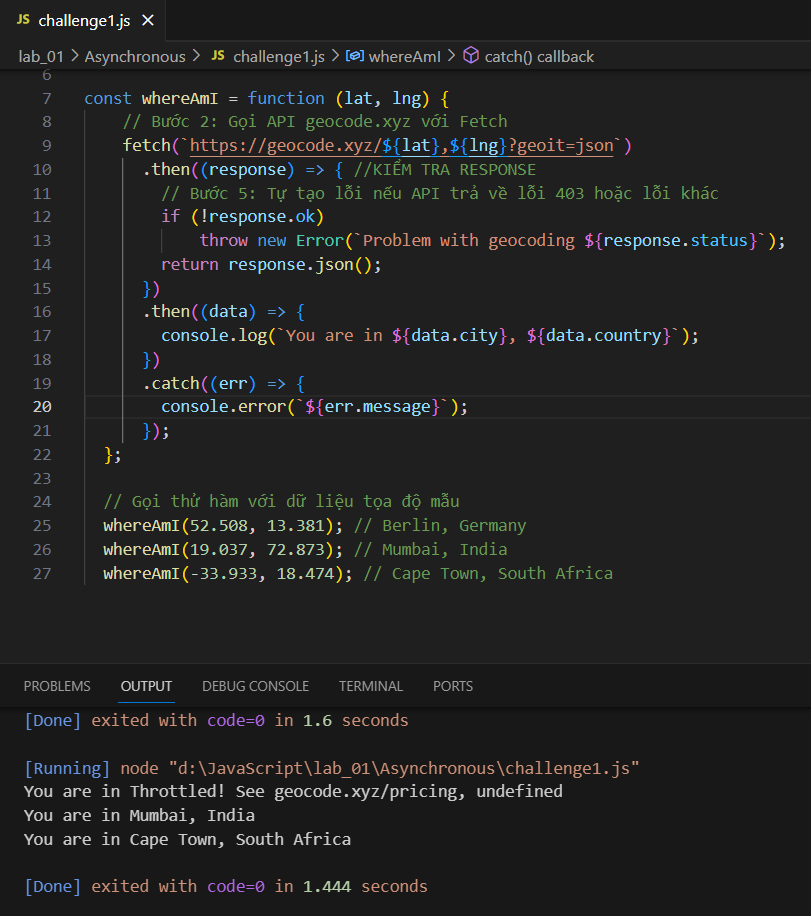 JS challenge1.js ×
lab_01 > Asynchronous > JS challenge1.js > whereAmI > catch() callback
6
7 const whereAmI = function (lat, lng) {
8 // Bước 2: Gọi API geocode.xyz với Fetch
9 fetch(`https://geocode.xyz/${lat},${lng}?geoit=json`)
10 .then((response) => { //KIỂM TRA RESPONSE
11 // Bước 5: Tự tạo lỗi nếu API trả về lỗi 403 hoặc lỗi khác
12 if (!response.ok)
13 throw new Error(`Problem with geocoding ${response.status}`);
14 return response.json();
15 })
16 .then((data) => {
17 console.log(`You are in ${data.city}, ${data.country}`);
18 })
19 .catch((err) => {
20 console.error(`${err.message}`);
21 });
22 };
23
24 // Gọi thử hàm với dữ liệu tọa độ mẫu
25 whereAmI(52.508, 13.381); // Berlin, Germany
26 whereAmI(19.037, 72.873); // Mumbai, India
27 whereAmI(-33.933, 18.474); // Cape Town, South Africa
PROBLEMS OUTPUT DEBUG CONSOLE TERMINAL PORTS
[Done] exited with code=0 in 1.6 seconds
[Running] node "d:\JavaScript\lab_01\Asynchronous\challenge1.js"
You are in Throttled! See geocode.xyz/pricing, undefined
You are in Mumbai, India
You are in Cape Town, South Africa
[Done] exited with code=0 in 1.444 seconds